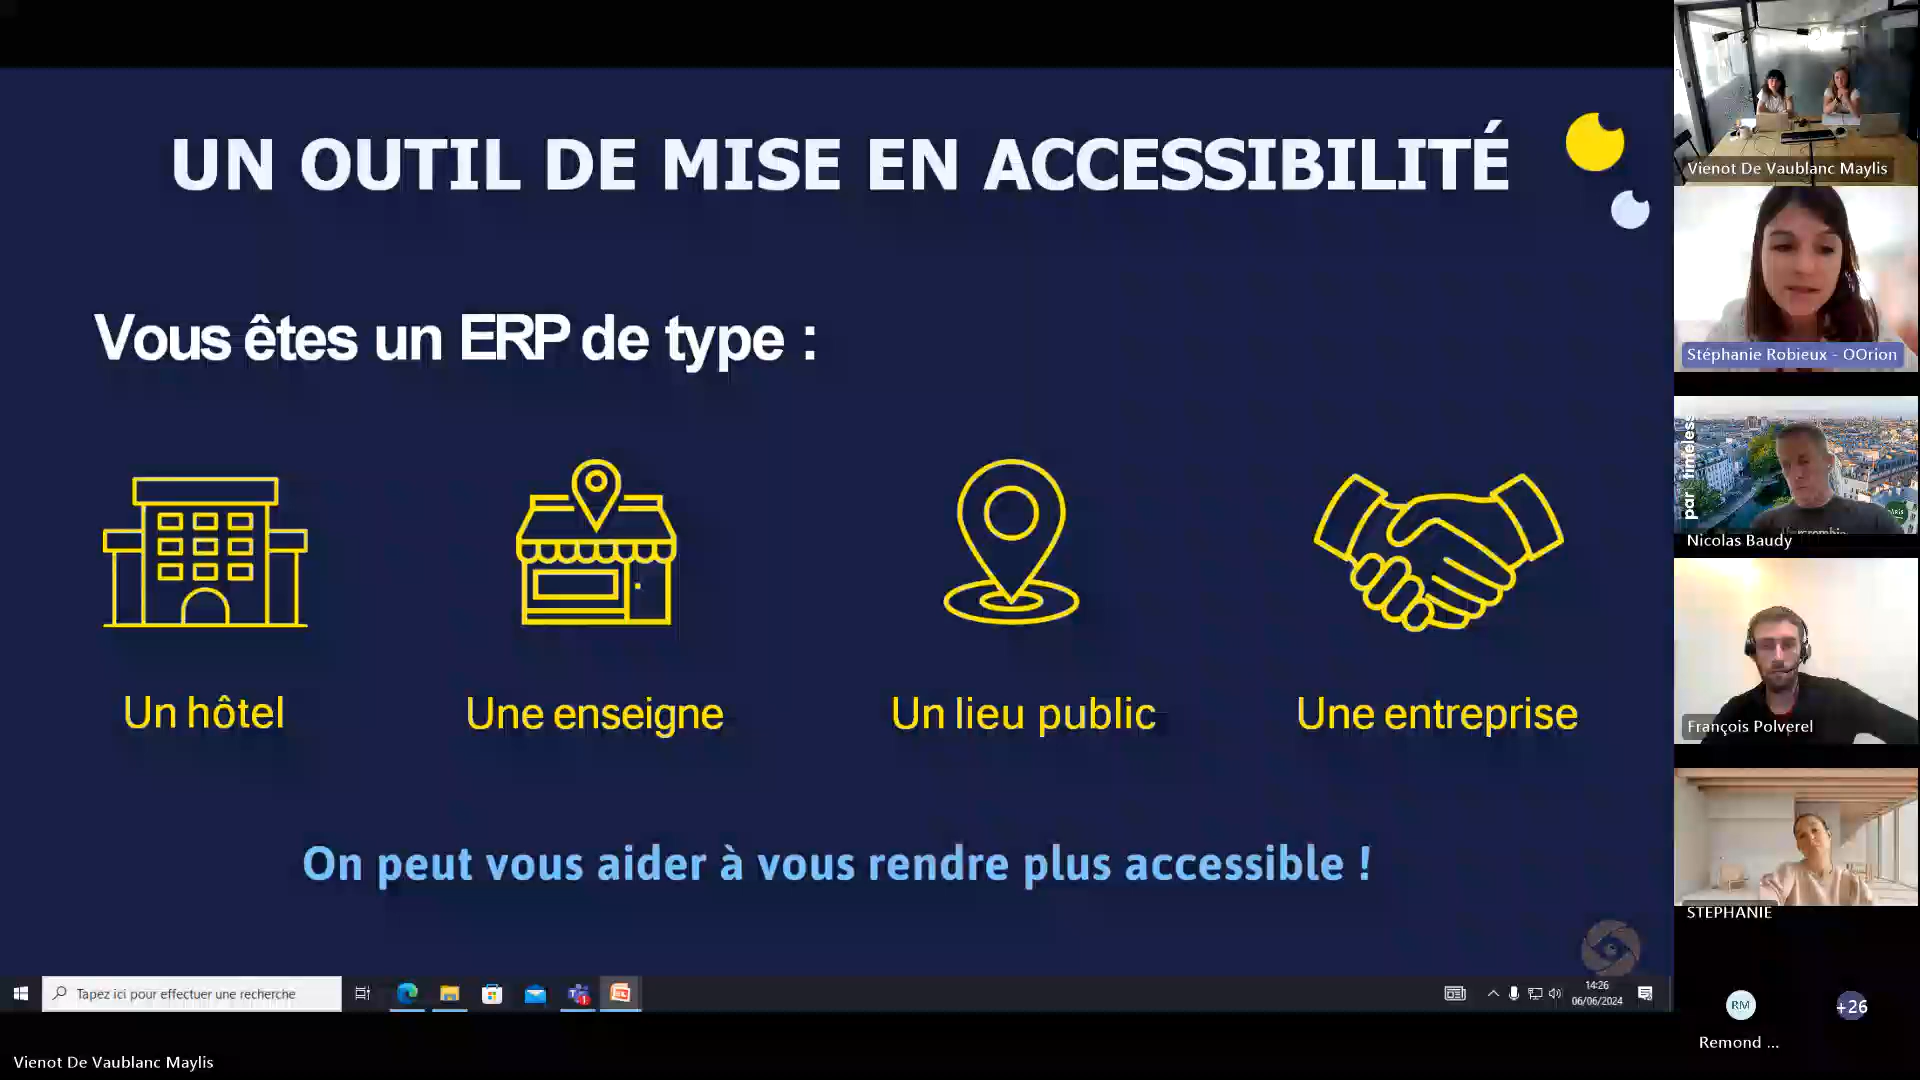 UN OUTIL DE MISE EN ACCESSIBILITÉ
Vous êtes un ERP de type :
Un hôtel
Une enseigne
Un lieu public
Une entreprise
On peut vous aider à vous rendre plus accessible !
Tapez ici pour effectuer une recherche
1
14:26
06/06/2024
Vienot De Vaublanc Maylis
Vienot De Vaublanc Maylis
Stéphanie Robieux - OOrion
Nicolas Baudy
François Polverel
STEPHANIE
RM
+26
Remond ...